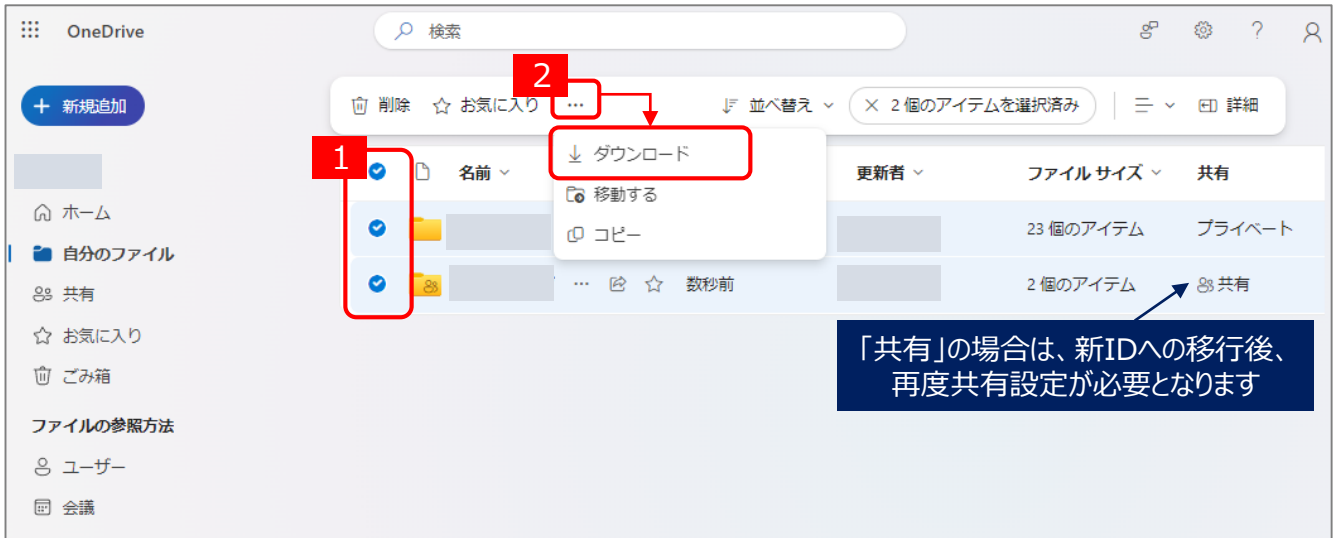 OneDrive
検索
2
新規追加
削除 お気に入り … 並べ替え 2 個のアイテムを選択済み 詳細
1
名前 更新者 ファイル サイズ 共有
ダウンロード
移動する
コピー
23 個のアイテム プライベート
… 数秒前 2 個のアイテム 共有
「共有」の場合は、新IDへの移行後、
再度共有設定が必要となります
ホーム
自分のファイル
共有
お気に入り
ごみ箱
ファイルの参照方法
ユーザー
会議